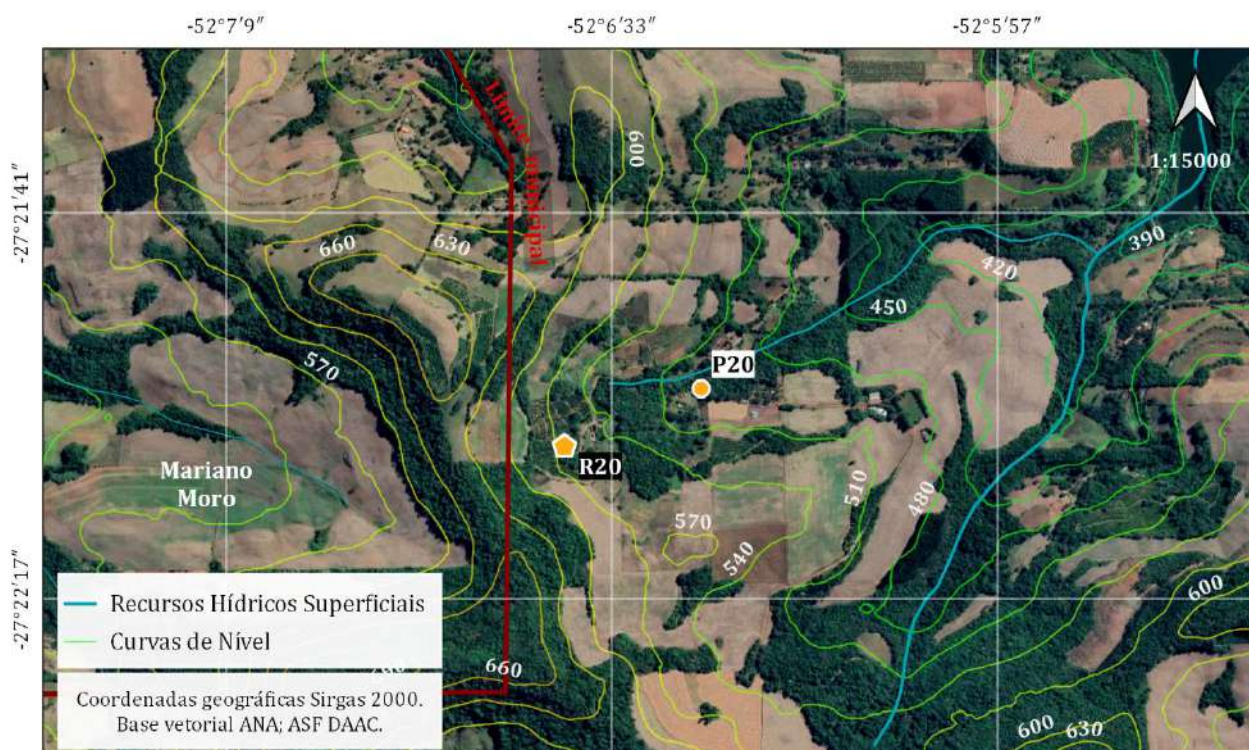 -52°7′9″
-52°6′33″
-52°5′57″
-27°21′41″
-27°22′17″
Limite municipal
1:15000
600
660
630
390
420
450
570
P20
R20
Mariano
Moro
510
480
570
540
600
660
600
630
Recursos Hídricos Superficiais
Curvas de Nível
Coordenadas geográficas Sirgas 2000.
Base vetorial ANA; ASF DAAC.